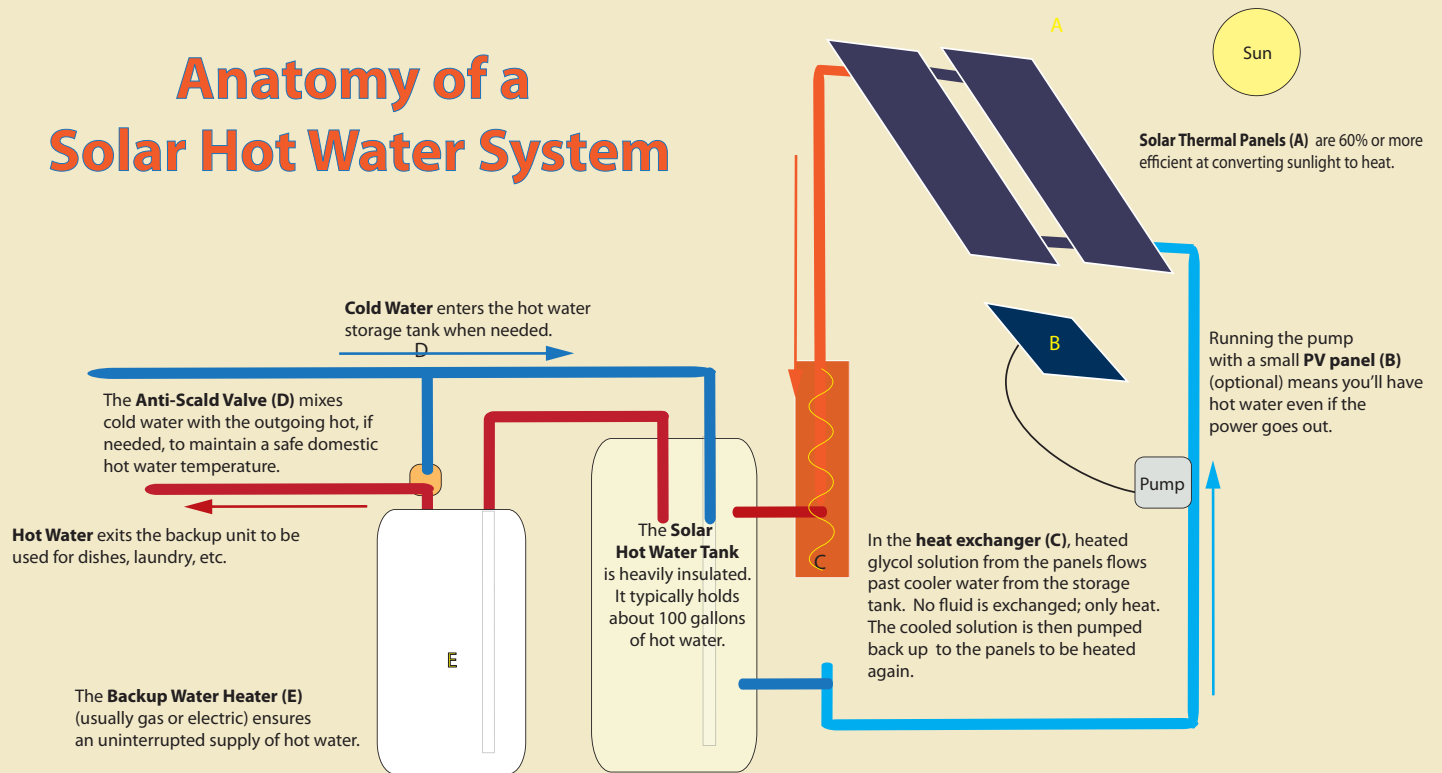 Anatomy of a
Solar Hot Water System
A
Sun
Solar Thermal Panels (A) are 60% or more
efficient at converting sunlight to heat.
Cold Water enters the hot water
storage tank when needed.
D
B
Running the pump
with a small PV panel (B)
(optional) means you’ll have
hot water even if the
power goes out.
The Anti-Scald Valve (D) mixes
cold water with the outgoing hot, if
needed, to maintain a safe domestic
hot water temperature.
Pump
Hot Water exits the backup unit to be
used for dishes, laundry, etc.
The Solar
Hot Water Tank
is heavily insulated.
It typically holds
about 100 gallons
of hot water.
C
In the heat exchanger (C), heated
glycol solution from the panels flows
past cooler water from the storage
tank. No fluid is exchanged; only heat.
The cooled solution is then pumped
back up to the panels to be heated
again.
E
The Backup Water Heater (E)
(usually gas or electric) ensures
an uninterrupted supply of hot water.